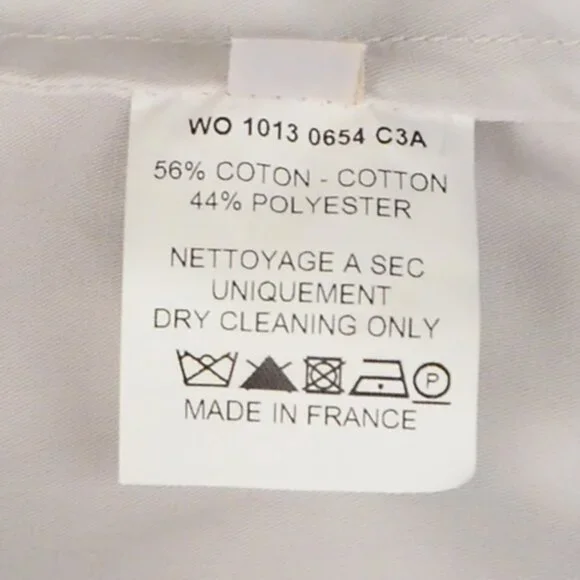 WO 1013 0654 C3A
56% COTON - COTTON
44% POLYESTER
NETTOYAGE A SEC
UNIQUEMENT
DRY CLEANING ONLY
P
MADE IN FRANCE